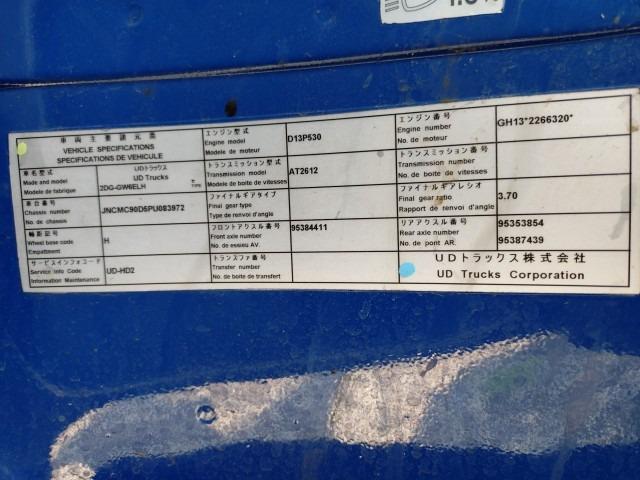 1.8%
車両主要諸元表
VEHICLE SPECIFICATIONS
SPECIFICATIONS DE VEHICULE
車名型式
Made and model
Modele de fabrique
UDトラックス
UD Trucks
2DG-GW6ELH
TYPE
車台番号
Chassis number
No. de chassis
JNCMC90D5PU083972
軸距記号
Wheel base code
Empattment
H
サービスインフォコード
Service Info Code
Information Maintenance
UD-HD2
エンジン型式
Engine model
Modele de moteur
D13P530
トランスミッション型式
Transmission model
Modele de boite de vitesses
AT2612
ファイナルギアタイプ
Final gear type
Type de renvoi d'angle
フロントアクスル番号
Front axle number
No. de essieu AV.
95384411
トランスファ番号
Transfer number
No. de boite de transfert
エンジン番号
Engine number
No. de moteur
GH13*2266320*
トランスミッション番号
Transmission number
No. de boite de vitesses
ファイナルギアレシオ
Final gear ratio
Rapport de renvoi d'angle
3.70
リアアクスル番号
Rear axle number
No. de pont AR.
95353854
95387439
UDトラックス株式会社
UD Trucks Corporation